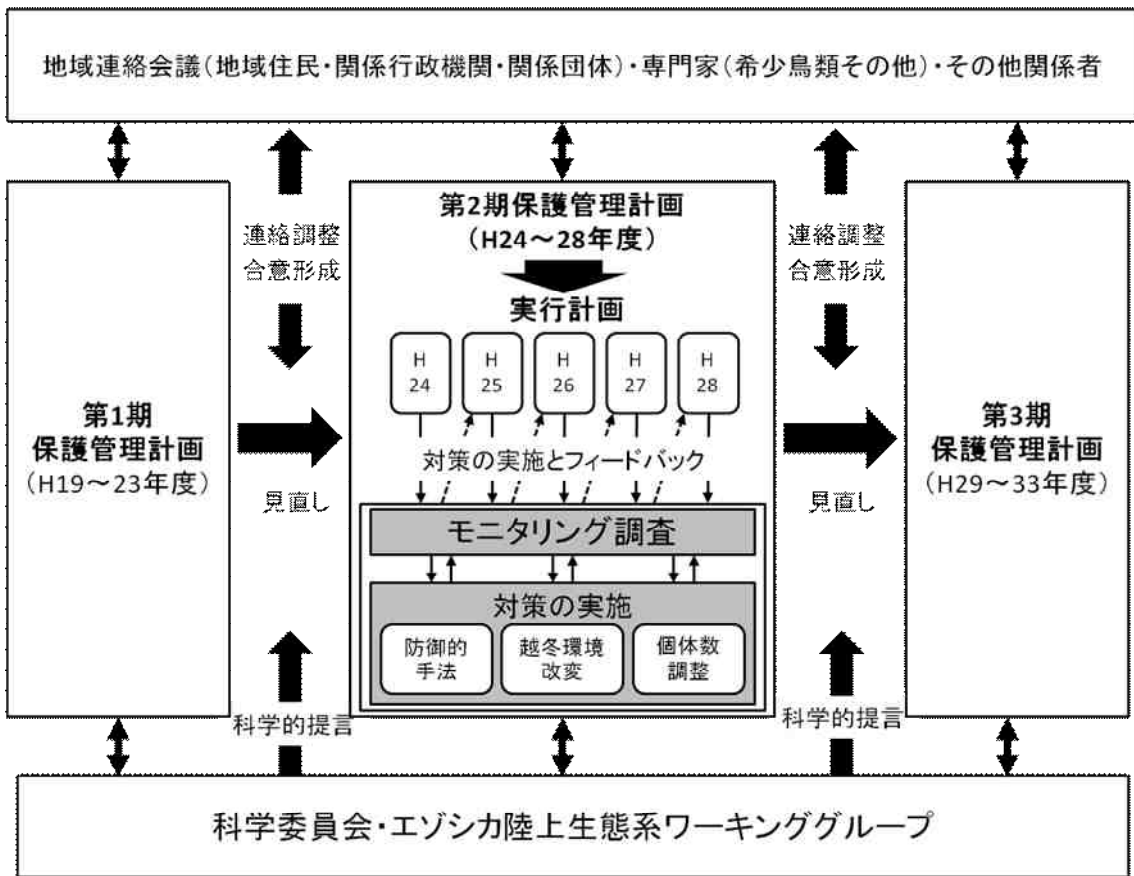 地域連絡会議（地域住民・関係行政機関・関係団体）・専門家（希少鳥類その他）・その他関係者
第1期
保護管理計画
（H19～23年度）
連絡調整
合意形成
見直し
科学的提言
第2期保護管理計画
（H24～28年度）
実行計画
H
24
H
25
H
26
H
27
H
28
対策の実施とフィードバック
モニタリング調査
対策の実施
防御的
手法
越冬環境
改変
個体数
調整
連絡調整
合意形成
見直し
科学的提言
第3期
保護管理計画
（H29～33年度）
科学委員会・エゾシカ陸上生態系ワーキンググループ